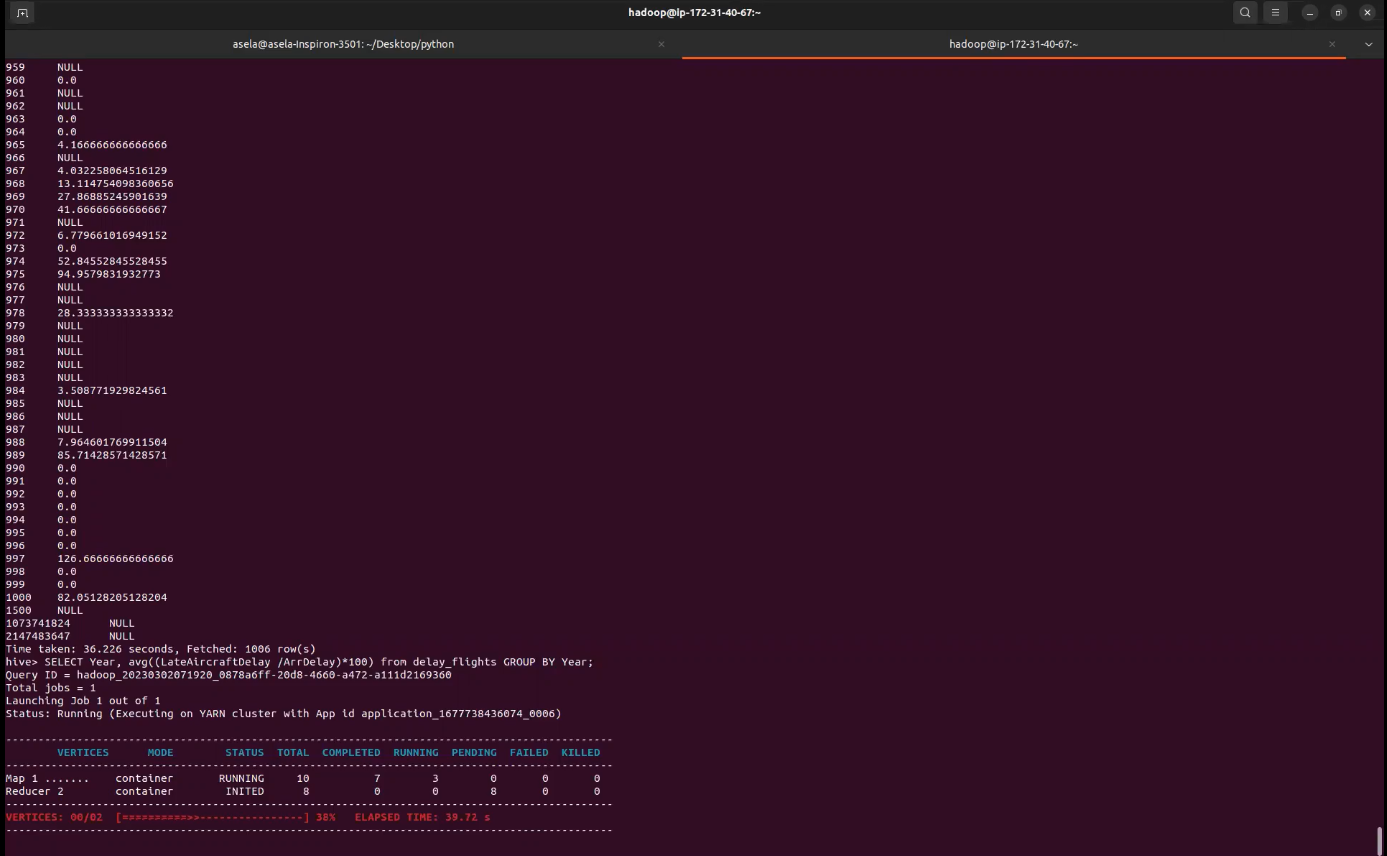 hadoop@ip-172-31-40-67:~
asela@asela-Inspiron-3501: ~/Desktop/python
hadoop@ip-172-31-40-67:~
959 NULL
960 0.0
961 NULL
962 NULL
963 0.0
964 0.0
965 4.166666666666666
966 NULL
967 4.032258064516129
968 13.114754098360656
969 27.86885245901639
970 41.66666666666667
971 NULL
972 6.779661016949152
973 0.0
974 52.84552845528455
975 94.9579831932773
976 NULL
977 NULL
978 28.333333333333332
979 NULL
980 NULL
981 NULL
982 NULL
983 NULL
984 3.508771929824561
985 NULL
986 NULL
987 NULL
988 7.964601769911504
989 85.71428571428571
990 0.0
991 0.0
992 0.0
993 0.0
994 0.0
995 0.0
996 0.0
997 126.66666666666666
998 0.0
999 0.0
1000 82.05128205128204
1500 NULL
1073741824 NULL
2147483647 NULL
Time taken: 36.226 seconds, Fetched: 1006 row(s)
hive> SELECT Year, avg((LateAircraftDelay /ArrDelay)*100) from delay_flights GROUP BY Year;
Query ID = hadoop_20230302071920_0878a6ff-20d8-4660-a472-a111d2169360
Total jobs = 1
Launching Job 1 out of 1
Status: Running (Executing on YARN cluster with App id application_1677738436074_0006)
----------------------------------------------------------------------------------------------
VERTICES MODE STATUS TOTAL COMPLETED RUNNING PENDING FAILED KILLED
----------------------------------------------------------------------------------------------
Map 1 ....... container RUNNING 10 7 3 0 0 0
Reducer 2 container INITED 8 0 0 8 0 0
----------------------------------------------------------------------------------------------
VERTICES: 00/02 [==========>>----------------] 38% ELAPSED TIME: 39.72 s
----------------------------------------------------------------------------------------------